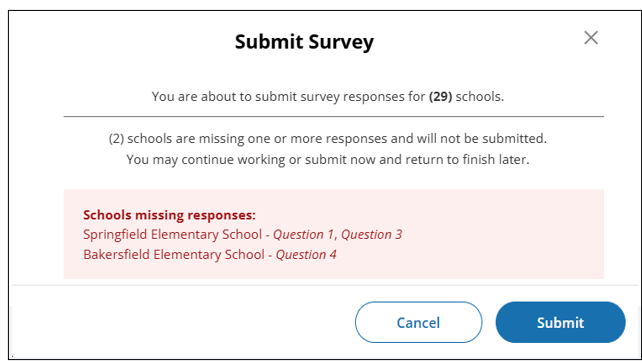 Submit Survey
You are about to submit survey responses for (29) schools.
(2) schools are missing one or more responses and will not be submitted.
You may continue working or submit now and return to finish later.
Schools missing responses:
Springfield Elementary School - Question 1, Question 3
Bakersfield Elementary School - Question 4
Cancel
Submit